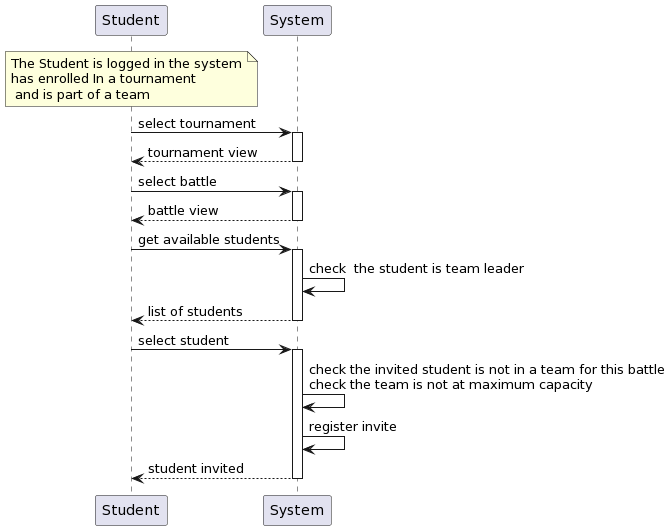 Student
System
The Student is logged in the system
has enrolled In a tournament
and is part of a team
select tournament
tournament view
select battle
battle view
get available students
check  the student is team leader
list of students
select student
check the invited student is not in a team for this battle
check the team is not at maximum capacity
register invite
student invited
Student
System